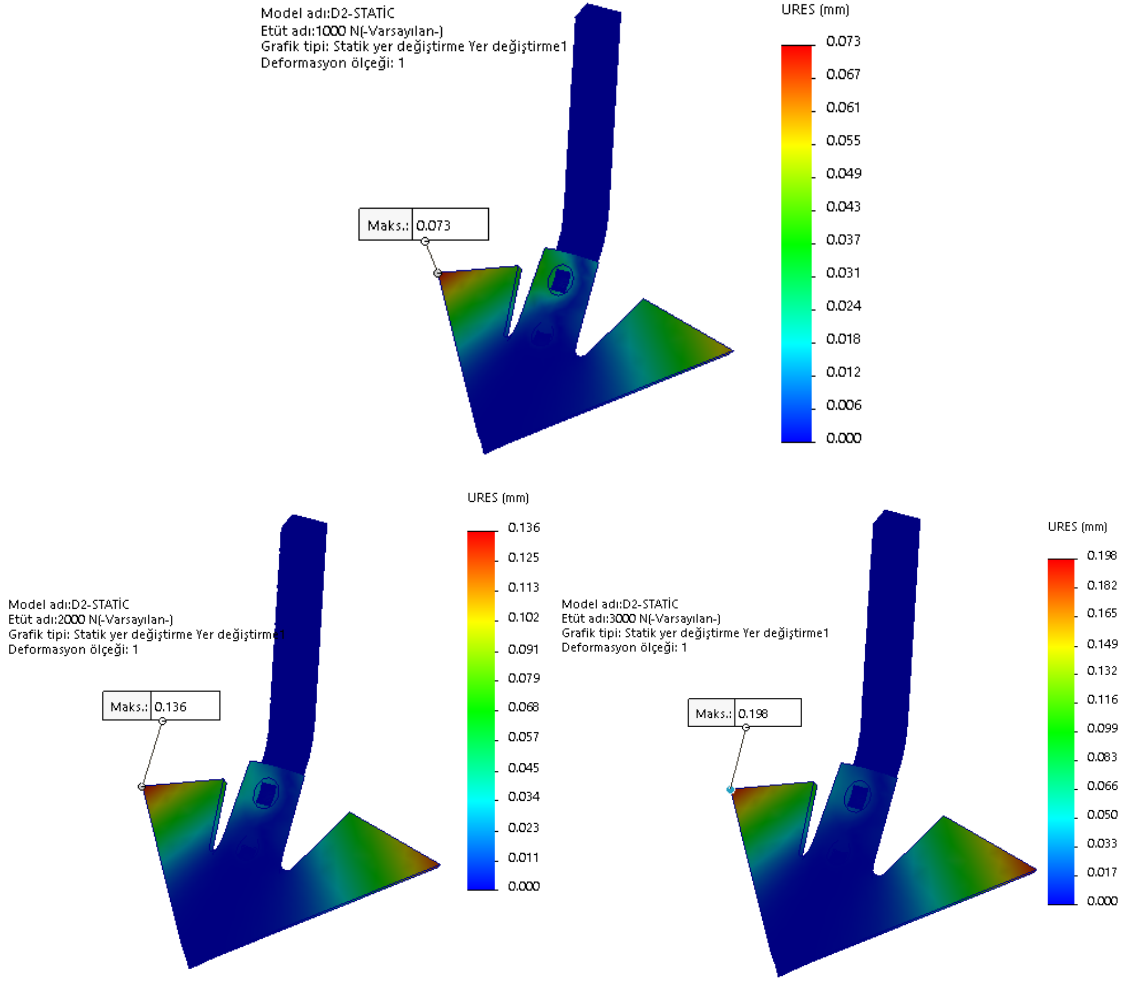 Model adı:D2-STATİC
Etüt adı:1000 N(-Varsayılan-)
Grafik tipi: Statik yer değiştirme Yer değiştirme1
Deformasyon ölçeği: 1
URES (mm)
0.073
0.067
0.061
0.055
0.049
0.043
0.037
0.031
0.024
0.018
0.012
0.006
0.000
Maks.: 0.073
Model adı:D2-STATİC
Etüt adı:2000 N(-Varsayılan-)
Grafik tipi: Statik yer değiştirme Yer değiştirme1
Deformasyon ölçeği: 1
URES (mm)
0.136
0.125
0.113
0.102
0.091
0.079
0.068
0.057
0.045
0.034
0.023
0.011
0.000
Maks.: 0.136
Model adı:D2-STATİC
Etüt adı:3000 N(-Varsayılan-)
Grafik tipi: Statik yer değiştirme Yer değiştirme1
Deformasyon ölçeği: 1
URES (mm)
0.198
0.182
0.165
0.149
0.132
0.116
0.099
0.083
0.066
0.050
0.033
0.017
0.000
Maks.: 0.198